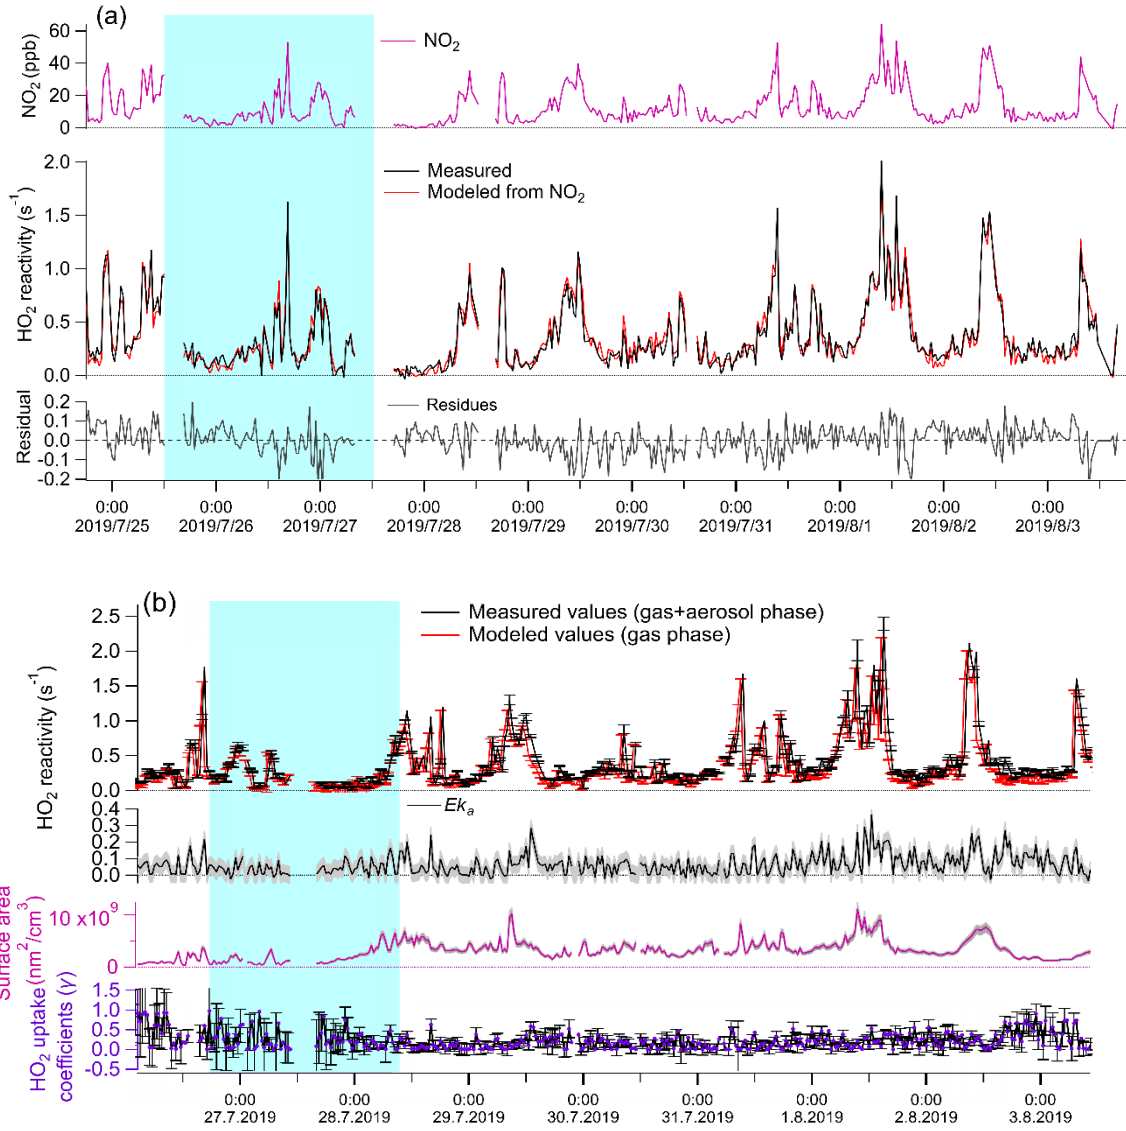 (a)
NO2 (ppb)
60
40
20
0
NO2
HO2 reactivity (s-1)
2.0
1.5
1.0
0.5
0.0
Measured
Modeled from NO2
Residual
0.2
0.1
0.0
-0.1
-0.2
Residues
0:00 0:00 0:00 0:00 0:00 0:00 0:00 0:00 0:00 0:00
2019/7/25 2019/7/26 2019/7/27 2019/7/28 2019/7/29 2019/7/30 2019/7/31 2019/8/1 2019/8/2 2019/8/3
(b)
HO2 reactivity (s-1)
2.5
2.0
1.5
1.0
0.5
0.0
Measured values (gas+aerosol phase)
Modeled values (gas phase)
0.4
0.3
0.2
0.1
0.0
Eka
Surface area
(nm2/cm3)
10 x109
0
HO2 uptake
coefficients (γ)
1.5
1.0
0.5
0.0
-0.5
0:00 0:00 0:00 0:00 0:00 0:00 0:00 0:00
27.7.2019 28.7.2019 29.7.2019 30.7.2019 31.7.2019 1.8.2019 2.8.2019 3.8.2019